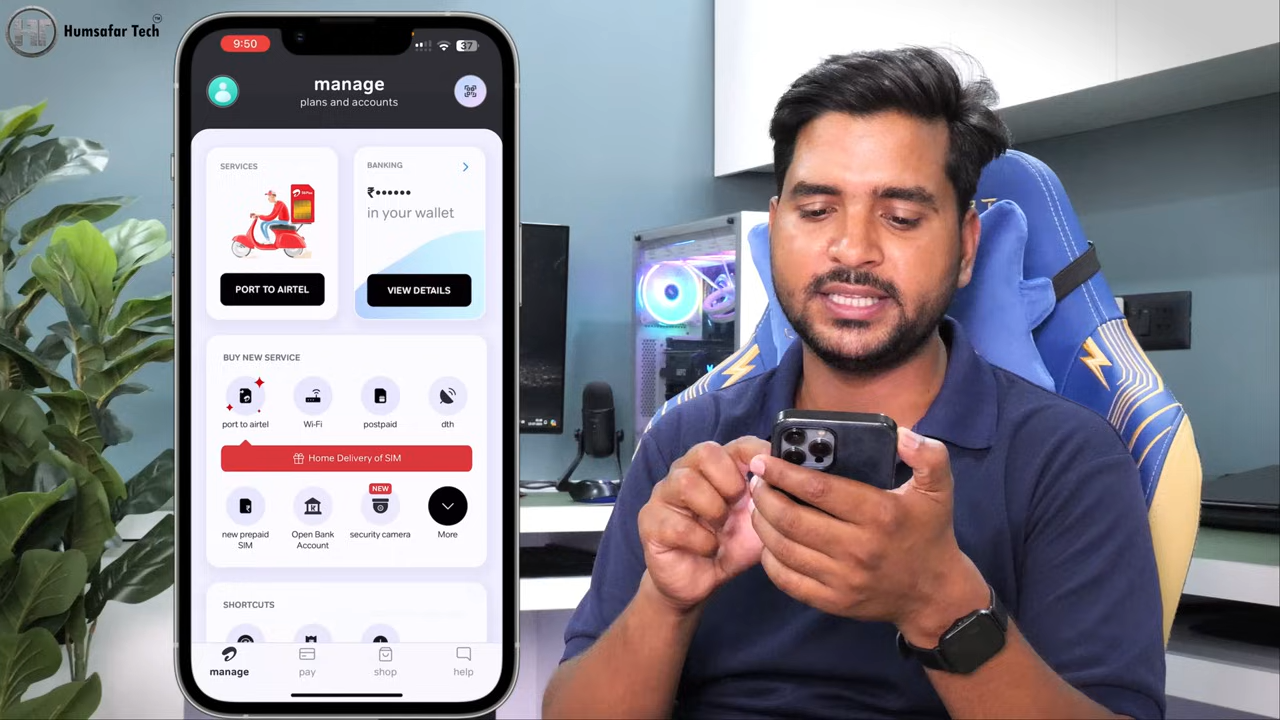 Humsafar Tech
TM
9:50
37
manage
plans and accounts
SERVICES
PORT TO AIRTEL
BANKING
₹••••••
in your wallet
VIEW DETAILS
BUY NEW SERVICE
port to airtel
Wi-Fi
postpaid
dth
Home Delivery of SIM
new prepaid
SIM
Open Bank
Account
NEW
security camera
More
SHORTCUTS
manage
pay
shop
help